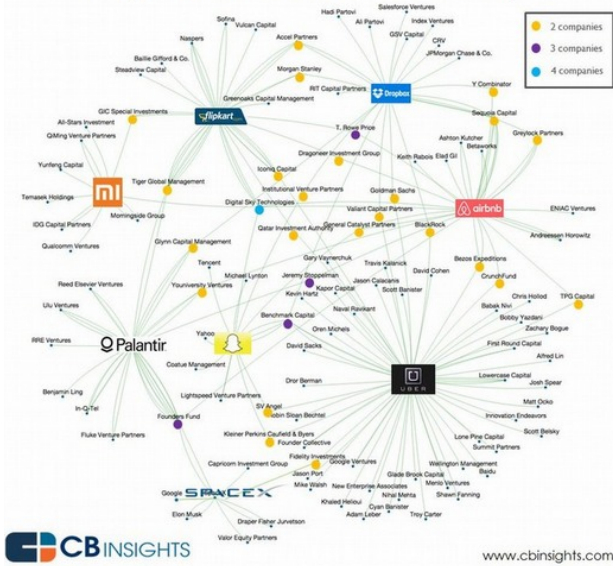 Hadi Partovi
Salesforce Ventures
Sofina
Ali Partovi
Index Ventures
Naspers
Vulcan Capital
GSV Capital
2 companies
Accel Partners
CRV
3 companies
Baillie Gifford & Co.
JPMorgan Chase & Co.
4 companies
Steadview Capital
Morgan Stanley
RIT Capital Partners
Dropbox
Y Combinator
GIC Special Investments
Greenoaks Capital Management
flipkart
Sequoia Capital
All-Stars Investment
T. Rowe Price
Greylock Partners
QiMing Venture Partners
Dragoneer Investment Group
Ashton Kutcher
Betaworks
Yunfeng Capital
Iconiq Capital
Keith Rabois
Elad Gil
Tiger Global Management
Institutional Venture Partners
Goldman Sachs
Temasek Holdings
mi
Digital Sky Technologies
Valiant Capital Partners
airbnb
ENIAC Ventures
Morningside Group
General Catalyst Partners
BlackRock
IDG Capital Partners
Qatar Investment Authority
Andreessen Horowitz
Qualcomm Ventures
Glynn Capital Management
Gary Vaynerchuk
Travis Kalanick
Bezos Expeditions
Tencent
Michael Lynton
Jeremy Stoppelman
Jason Calacanis
David Cohen
CrunchFund
Reed Elsevier Ventures
Youniversity Ventures
Kevin Hartz
Kapor Capital
Scott Banister
Chris Hollod
TPG Capital
Ulu Ventures
Naval Ravikant
Babak Nivi
Bobby Yazdani
Benchmark Capital
Oren Michels
Zachary Bogue
RRE Ventures
Palantir
Yahoo
David Sacks
First Round Capital
Coatue Management
Alfred Lin
Dror Berman
UBER
Lowercase Capital
Josh Spear
Benjamin Ling
Lightspeed Venture Partners
Matt Ocko
In-Q-Tel
SV Angel
Robin Sloan Bechtel
Innovation Endeavors
Founders Fund
Scott Belsky
Fluke Venture Partners
Kleiner Perkins Caufield & Byers
Founder Collective
Lone Pine Capital
Summit Partners
Capricorn Investment Group
Fidelity Investments
Google Ventures
Wellington Management
Jason Port
Glade Brook Capital
Baidu
Google
SPACEX
Mike Walsh
New Enterprise Associates
Menlo Ventures
Khaled Helioui
Nihal Mehta
Shawn Fanning
Elon Musk
Cyan Banister
Adam Leber
Troy Carter
Draper Fisher Jurvetson
Valor Equity Partners
CBINSIGHTS
www.cbinsights.com